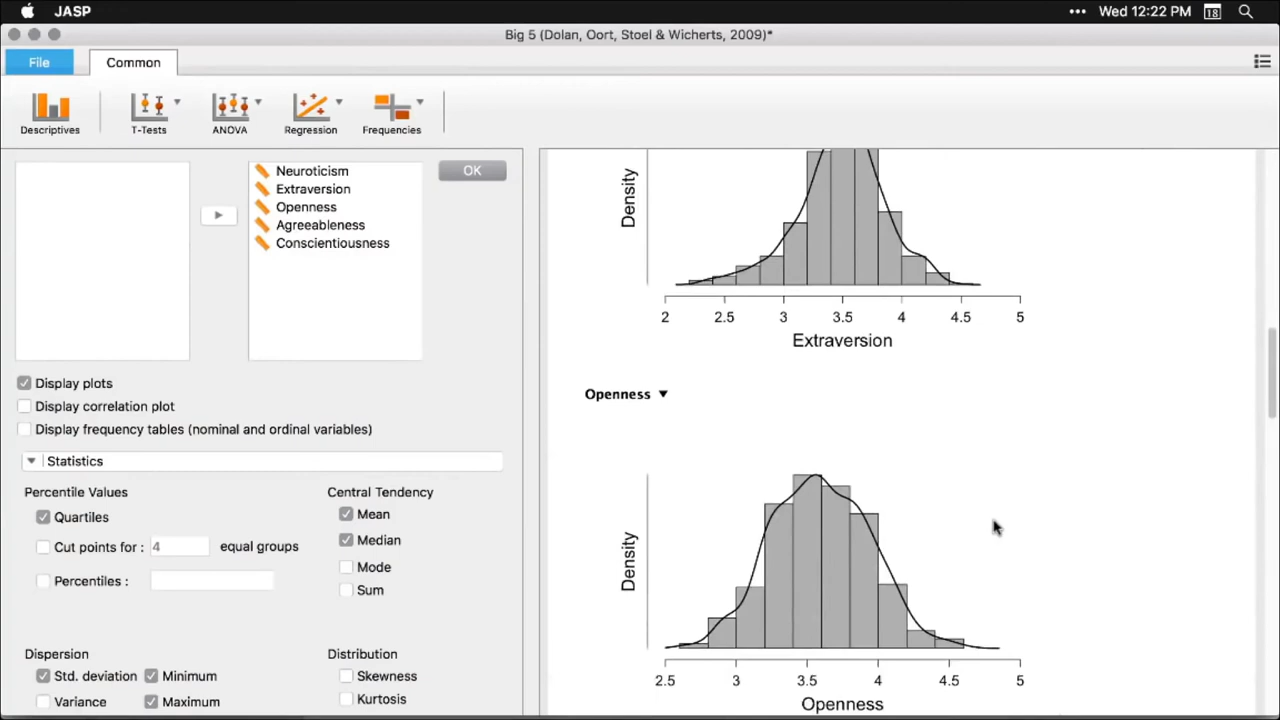 JASP
••• Wed 12:22 PM 18
Big 5 (Dolan, Oort, Stoel & Wicherts, 2009)*
File Common
Descriptives T-Tests ANOVA Regression Frequencies
Neuroticism
Extraversion
Openness
Agreeableness
Conscientiousness
OK
Display plots
Display correlation plot
Display frequency tables (nominal and ordinal variables)
Statistics
Percentile Values
Quartiles
Cut points for : 4 equal groups
Percentiles :
Central Tendency
Mean
Median
Mode
Sum
Dispersion
Std. deviation Minimum
Variance Maximum
Distribution
Skewness
Kurtosis
Density
2 2.5 3 3.5 4 4.5 5
Extraversion
Openness
Density
2.5 3 3.5 4 4.5 5
Openness